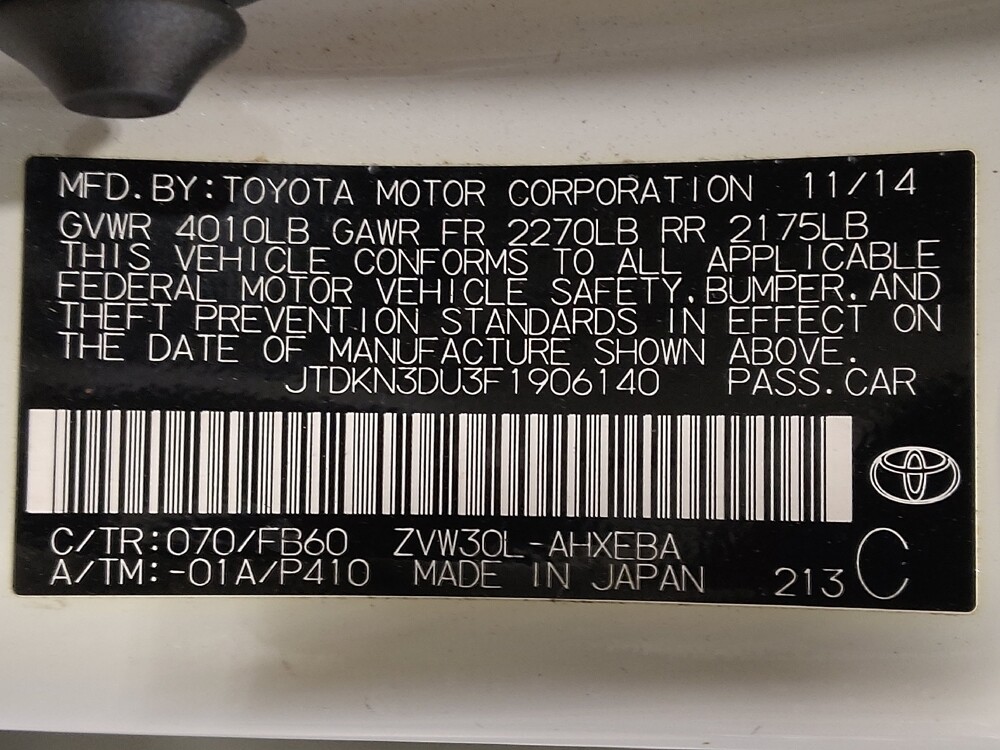 MFD.BY:TOYOTA MOTOR CORPORATION 11/14
GVWR 4010LB GAWR FR 2270LB RR 2175LB
THIS VEHICLE CONFORMS TO ALL APPLICABLE
FEDERAL MOTOR VEHICLE SAFETY,BUMPER,AND
THEFT PREVENTION STANDARDS IN EFFECT ON
THE DATE OF MANUFACTURE SHOWN ABOVE.
JTDKN3DU3F1906140 PASS.CAR
C/TR:070/FB60 ZVW30L-AHXEBA
A/TM:-01A/P410 MADE IN JAPAN 213 C